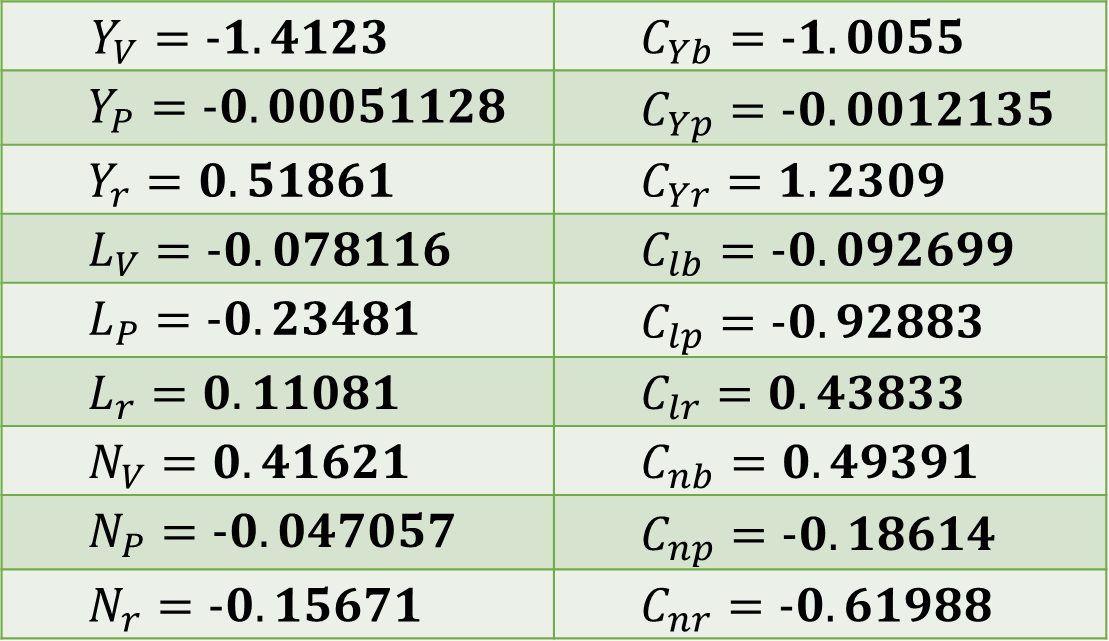 Y_V = -1.4123 C_Yb = -1.0055
Y_P = -0.00051128 C_Yp = -0.0012135
Y_r = 0.51861 C_Yr = 1.2309
L_V = -0.078116 C_lb = -0.092699
L_P = -0.23481 C_lp = -0.92883
L_r = 0.11081 C_lr = 0.43833
N_V = 0.41621 C_nb = 0.49391
N_P = -0.047057 C_np = -0.18614
N_r = -0.15671 C_nr = -0.61988